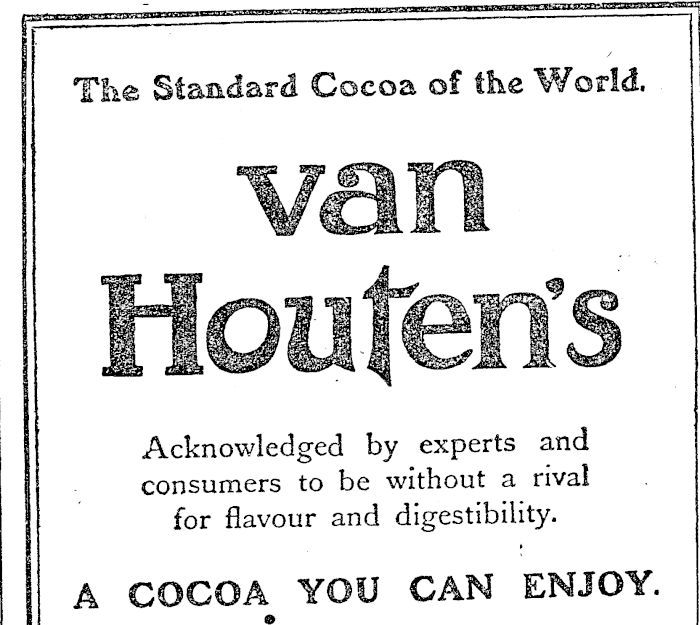 The Standard Cocoa of the World.
van
Houten's
Acknowledged by experts and
consumers to be without a rival
for flavour and digestibility.
A COCOA YOU CAN ENJOY.